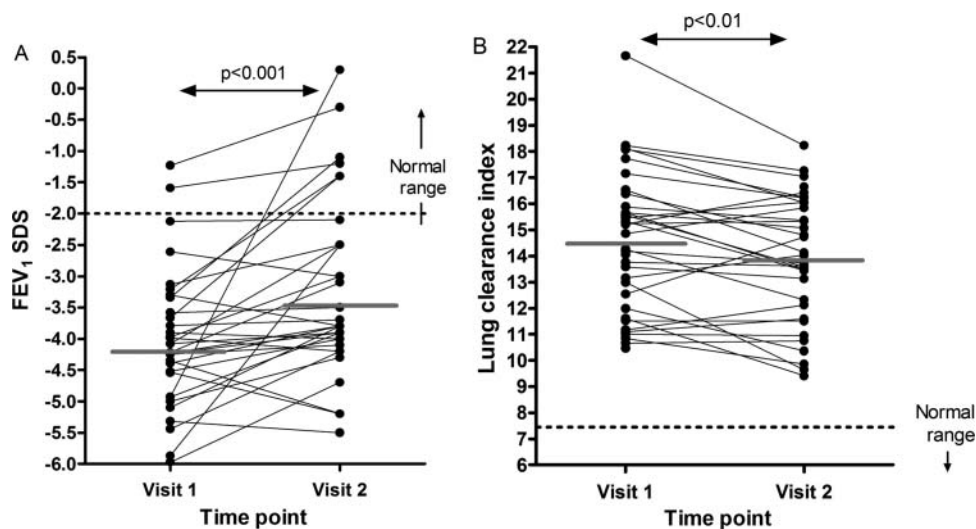 A
FEV1 SDS
0.5
0.0
-0.5
-1.0
-1.5
-2.0
-2.5
-3.0
-3.5
-4.0
-4.5
-5.0
-5.5
-6.0
p<0.001
Normal
range
Visit 1
Visit 2
Time point
B
Lung clearance index
22
21
20
19
18
17
16
15
14
13
12
11
10
9
8
7
6
p<0.01
Normal
range
Visit 1
Visit 2
Time point